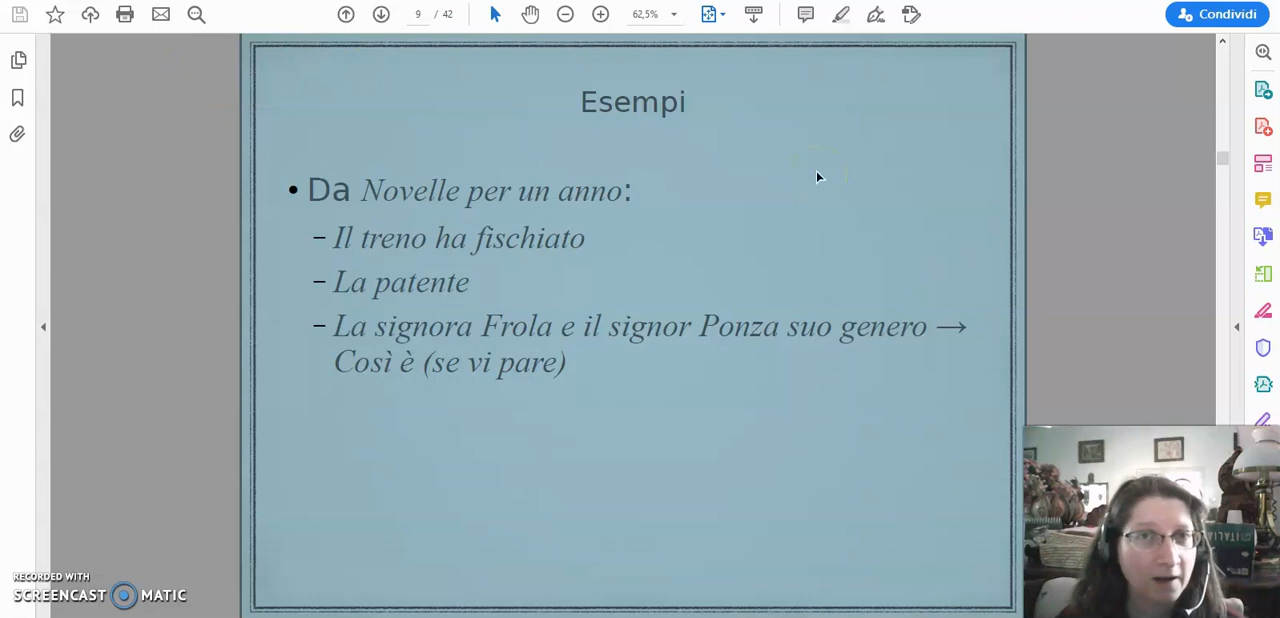 9 / 42
62,5%
Condividi
Esempi
• Da Novelle per un anno:
– Il treno ha fischiato
– La patente
– La signora Frola e il signor Ponza suo genero →
Così è (se vi pare)
ITALIA
RECORDED WITH
SCREENCAST MATIC